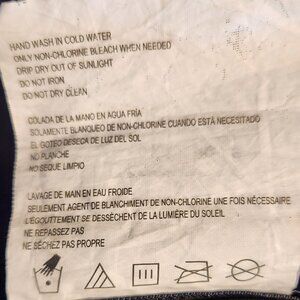 HAND WASH IN COLD WATER
ONLY NON-CHLORINE BLEACH WHEN NEEDED
DRIP DRY OUT OF SUNLIGHT
DO NOT IRON
DO NOT DRY CLEAN
COLADA DE LA MANO EN AGUA FRÍA
SOLAMENTE BLANQUEO DE NON-CHLORINE CUANDO ESTÁ NECESITADO
EL GOTEO DESECA DE LUZ DEL SOL
NO PLANCHE
NO SEQUE LIMPIO
LAVAGE DE MAIN EN EAU FROIDE
SEULEMENT AGENT DE BLANCHIMENT DE NON-CHLORINE UNE FOIS NÉCESSAIRE
L'ÉGOUTTEMENT SE DESSÈCHENT DE LA LUMIÈRE DU SOLEIL
NE REPASSEZ PAS
NE SÉCHEZ PAS PROPRE